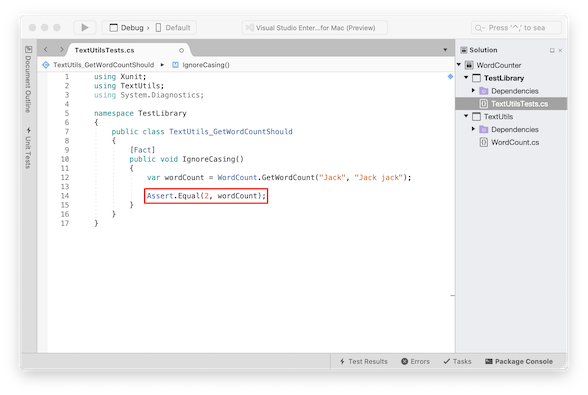 Debug › Default
Visual Studio Enter...for Mac (Preview)
Press '^,' to sea
TextUtilsTests.cs
TextUtils_GetWordCountShould
IgnoreCasing()
Document Outline
Unit Tests
1 using Xunit;
2 using TextUtils;
3 using System.Diagnostics;
4
5 namespace TestLibrary
6 {
7 public class TextUtils_GetWordCountShould
8 {
9 [Fact]
10 public void IgnoreCasing()
11 {
12 var wordCount = WordCount.GetWordCount("Jack", "Jack jack");
13
14 Assert.Equal(2, wordCount);
15 }
16 }
17 }
Solution
WordCounter
TestLibrary
Dependencies
TextUtilsTests.cs
TextUtils
Dependencies
WordCount.cs
Test Results
Errors
Tasks
Package Console